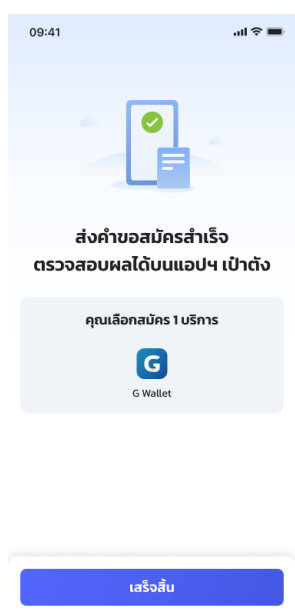 09:41
ส่งคำขอสมัครสำเร็จ
ตรวจสอบผลได้บนแอปฯ เป๋าตัง
คุณเลือกสมัคร 1 บริการ
G
G Wallet
เสร็จสิ้น